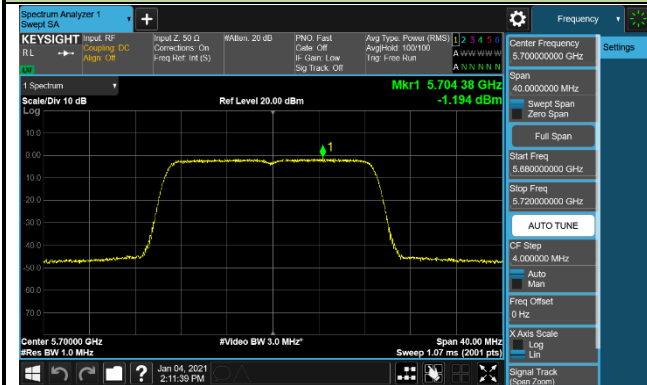 Spectrum Analyzer 1
Swept SA
+
Frequency
KEYSIGHT
RL
Input: RF
Coupling: DC
Align: Off
Input Z: 50 Ω
Corrections: On
Freq Ref: Int (S)
#Atten: 20 dB
PNO: Fast
Gate: Off
IF Gain: Low
Sig Track: Off
Avg Type: Power (RMS)
Avg|Hold: 100/100
Trig: Free Run
1 2 3 4 5 6
A W W W W W
A N N N N N
1 Spectrum
Scale/Div 10 dB
Log
Ref Level 20.00 dBm
Mkr1 5.704 38 GHz
-1.194 dBm
10.0
0.00
1
-10.0
-20.0
-30.0
-40.0
-50.0
-60.0
-70.0
Center 5.70000 GHz
#Res BW 1.0 MHz
#Video BW 3.0 MHz*
Span 40.00 MHz
Sweep 1.07 ms (2001 pts)
Jan 04, 2021
2:11:39 PM
?
Settings
Center Frequency
5.700000000 GHz
Span
40.0000000 MHz
Swept Span
Zero Span
Full Span
Start Freq
5.680000000 GHz
Stop Freq
5.720000000 GHz
AUTO TUNE
CF Step
4.000000 MHz
Auto
Man
Freq Offset
0 Hz
X Axis Scale
Log
Lin
Signal Track
(Span Zoom)